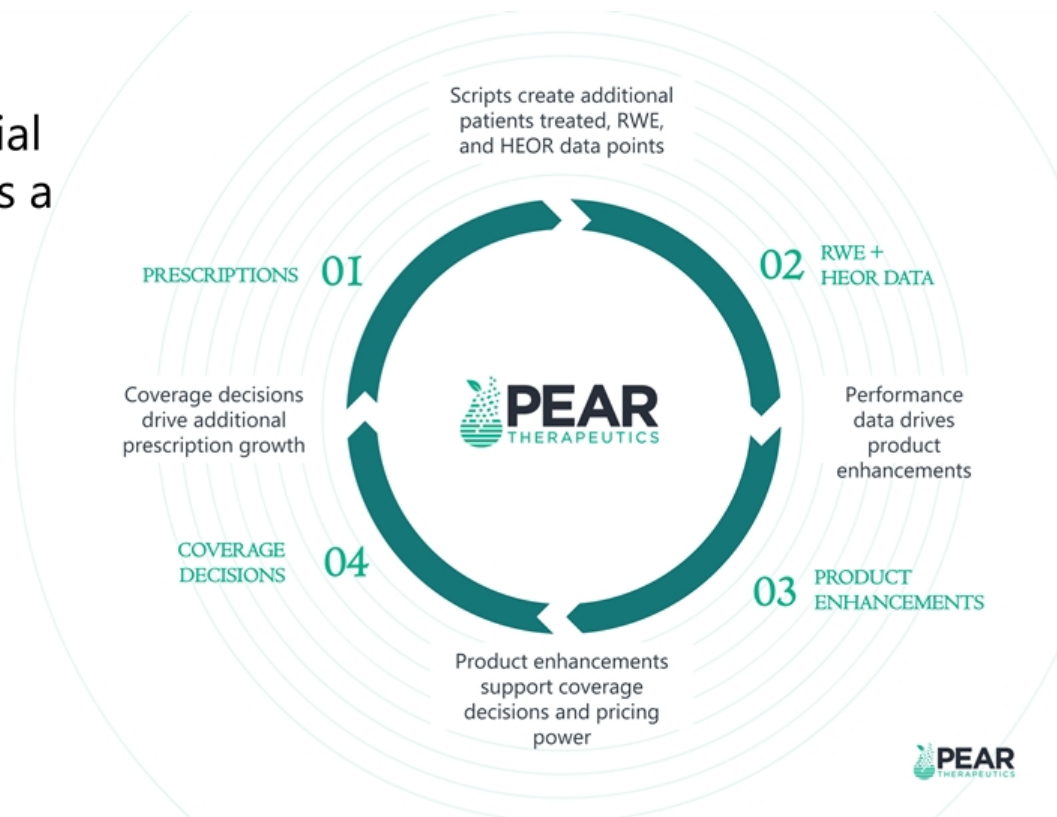 ial
s a
Scripts create additional
patients treated, RWE,
and HEOR data points
PRESCRIPTIONS 01
02 RWE +
HEOR DATA
Coverage decisions
drive additional
prescription growth
PEAR
THERAPEUTICS
Performance
data drives
product
enhancements
COVERAGE
DECISIONS 04
03 PRODUCT
ENHANCEMENTS
Product enhancements
support coverage
decisions and pricing
power
PEAR
THERAPEUTICS